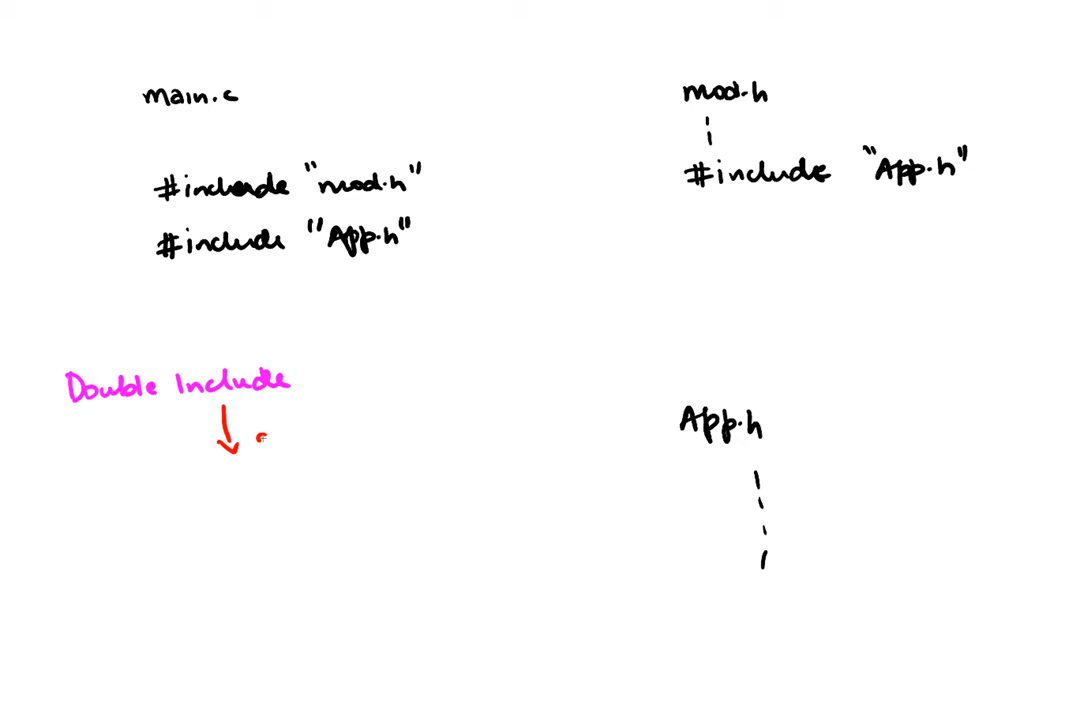 main.c
#include "mod.h"
#include "App.h"
mod.h
#include "App.h"
Double Include
App.h